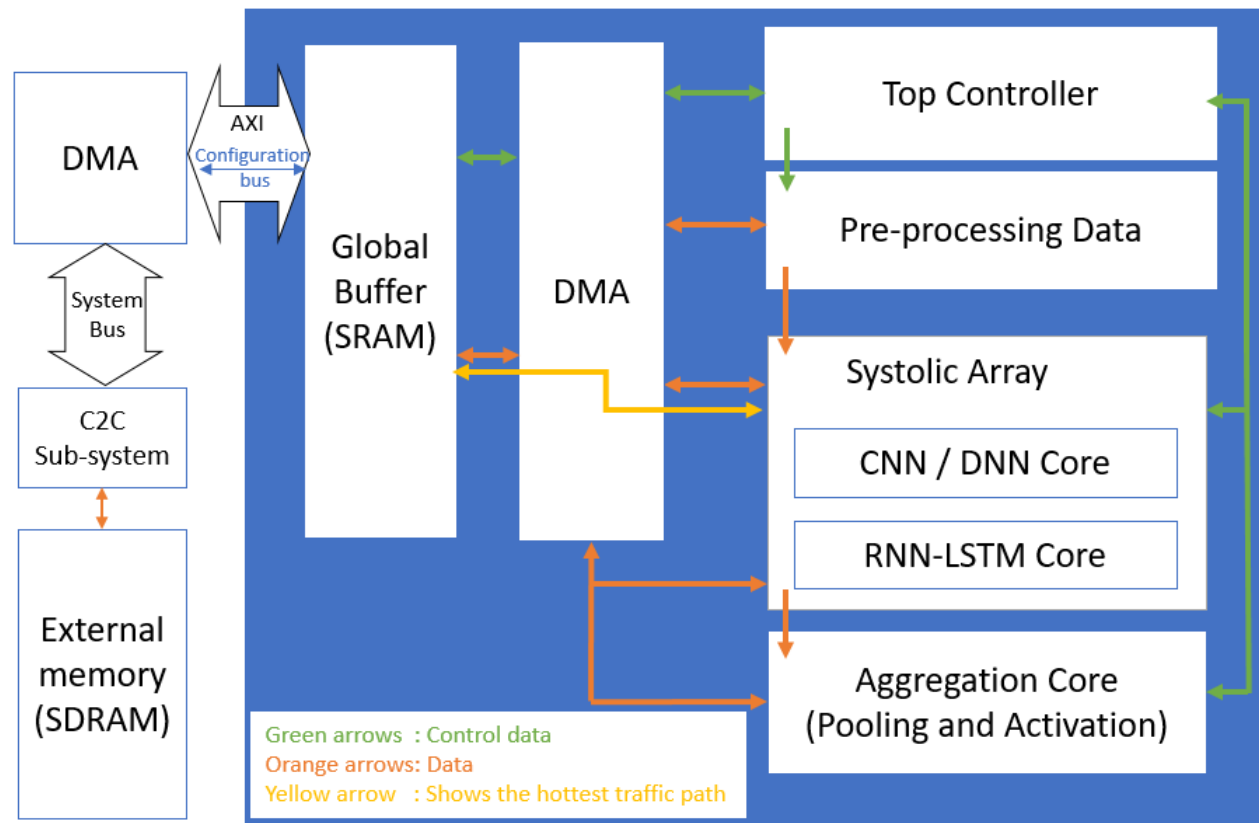 DMA
AXI
Configuration
bus
System
Bus
C2C
Sub-system
External
memory
(SDRAM)
Global
Buffer
(SRAM)
DMA
Top Controller
Pre-processing Data
Systolic Array
CNN / DNN Core
RNN-LSTM Core
Aggregation Core
(Pooling and Activation)
Green arrows : Control data
Orange arrows: Data
Yellow arrow : Shows the hottest traffic path